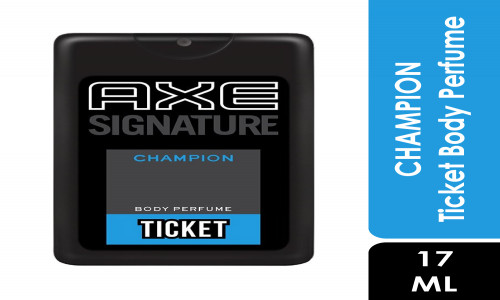 AXE
SIGNATURE
CHAMPION
BODY PERFUME
TICKET
CHAMPION
Ticket Body Perfume
17
ML